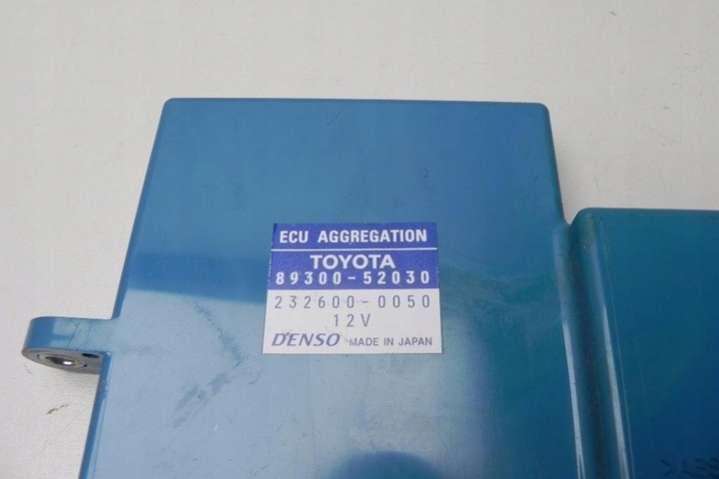 ECU AGGREGATION
TOYOTA
89300-52030
232600-0050
12V
DENSO MADE IN JAPAN